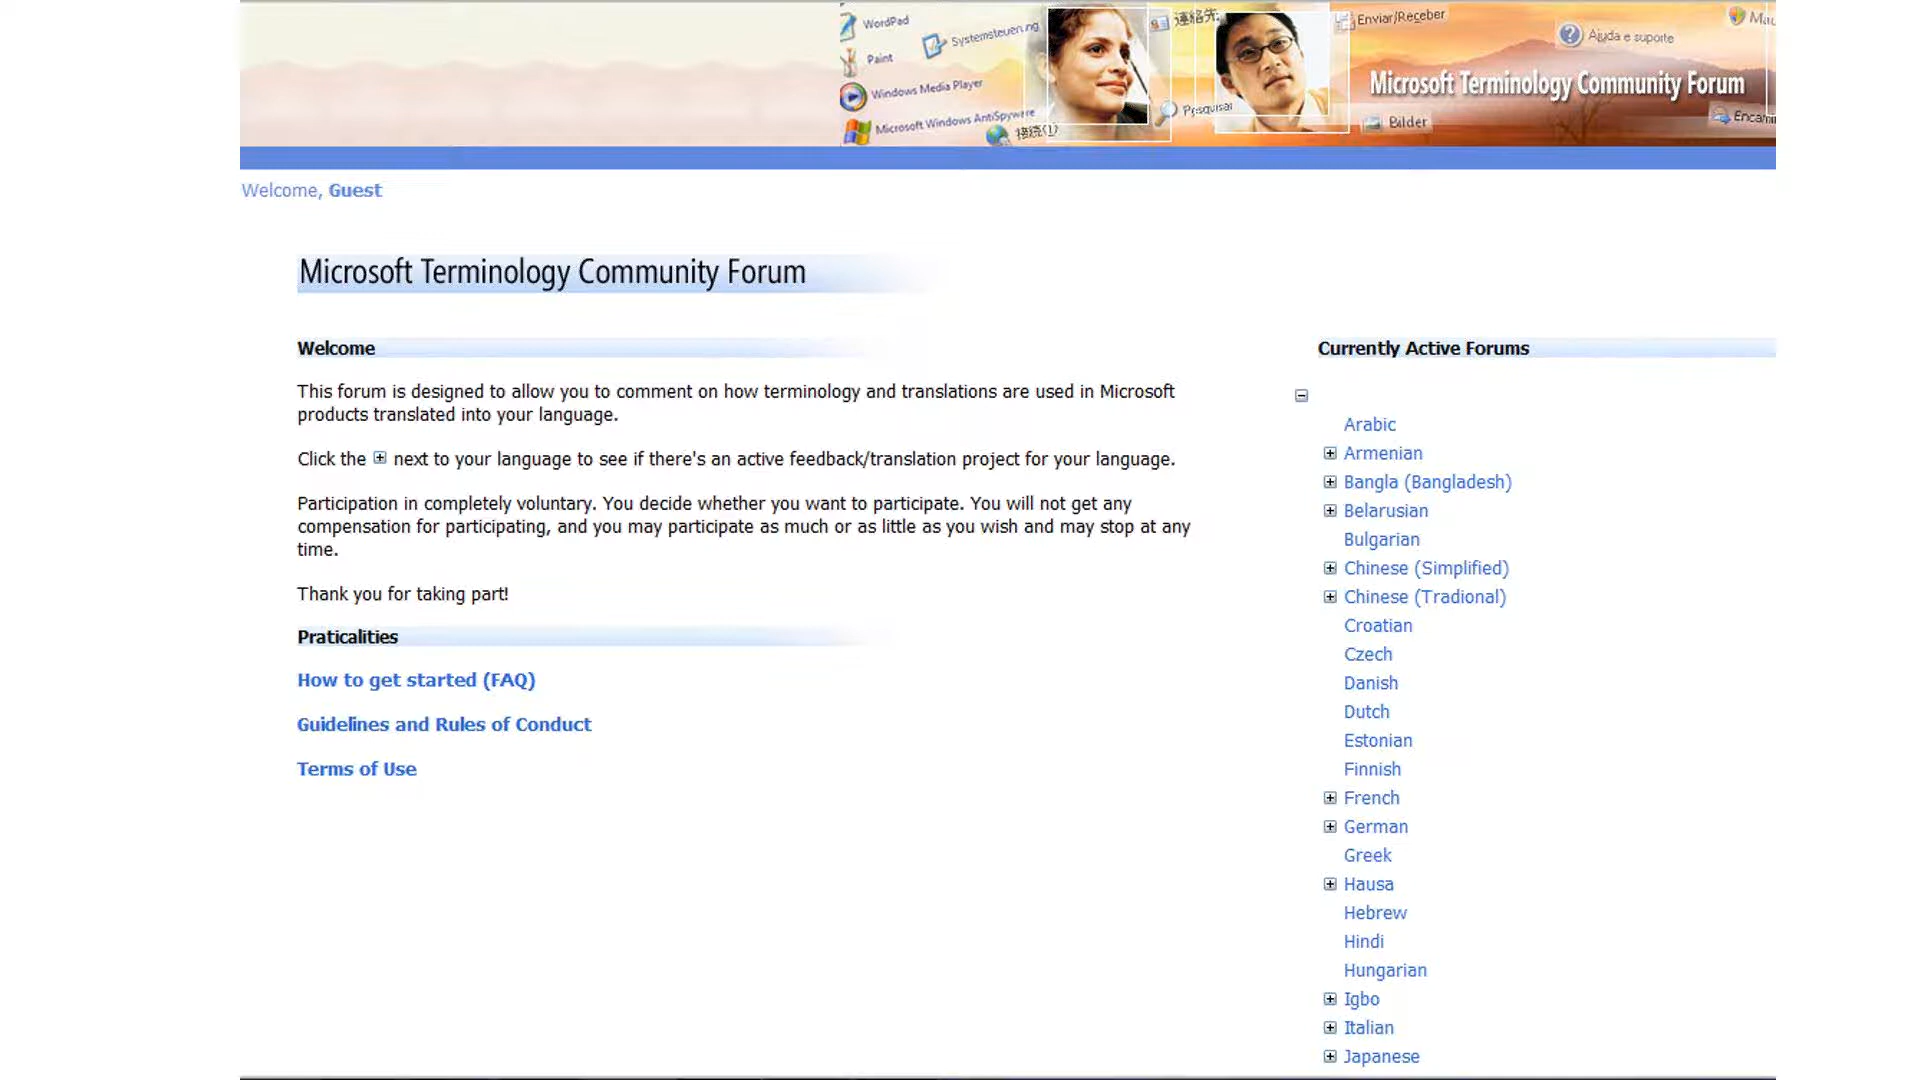 WordPad
Systemsteuerung
連絡先
Enviar/Receber
Ajuda e suporte
Paint
Windows Media Player
Pesquisar
Microsoft Terminology Community Forum
Microsoft Windows AntiSpyware
接続(I)
Bilder
Welcome, Guest
Microsoft Terminology Community Forum
Welcome
This forum is designed to allow you to comment on how terminology and translations are used in Microsoft
products translated into your language.
Click the next to your language to see if there's an active feedback/translation project for your language.
Participation in completely voluntary. You decide whether you want to participate. You will not get any
compensation for participating, and you may participate as much or as little as you wish and may stop at any
time.
Thank you for taking part!
Praticalities
How to get started (FAQ)
Guidelines and Rules of Conduct
Terms of Use
Currently Active Forums
Arabic
Armenian
Bangla (Bangladesh)
Belarusian
Bulgarian
Chinese (Simplified)
Chinese (Tradional)
Croatian
Czech
Danish
Dutch
Estonian
Finnish
French
German
Greek
Hausa
Hebrew
Hindi
Hungarian
Igbo
Italian
Japanese